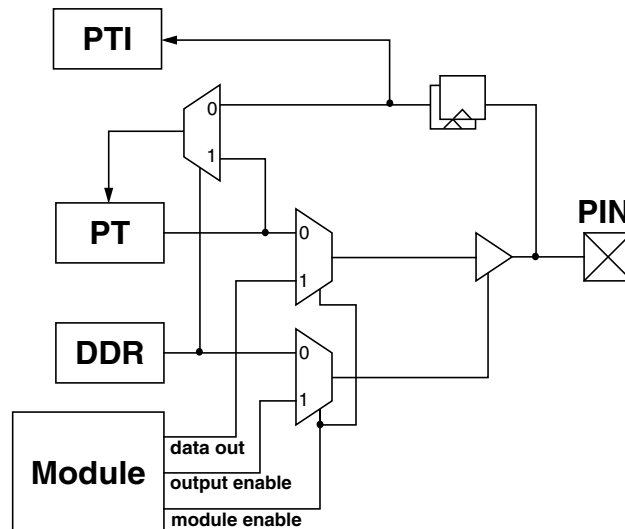 PTI
0
1
PIN
PT
0
1
DDR
0
1
data out
Module
output enable
module enable